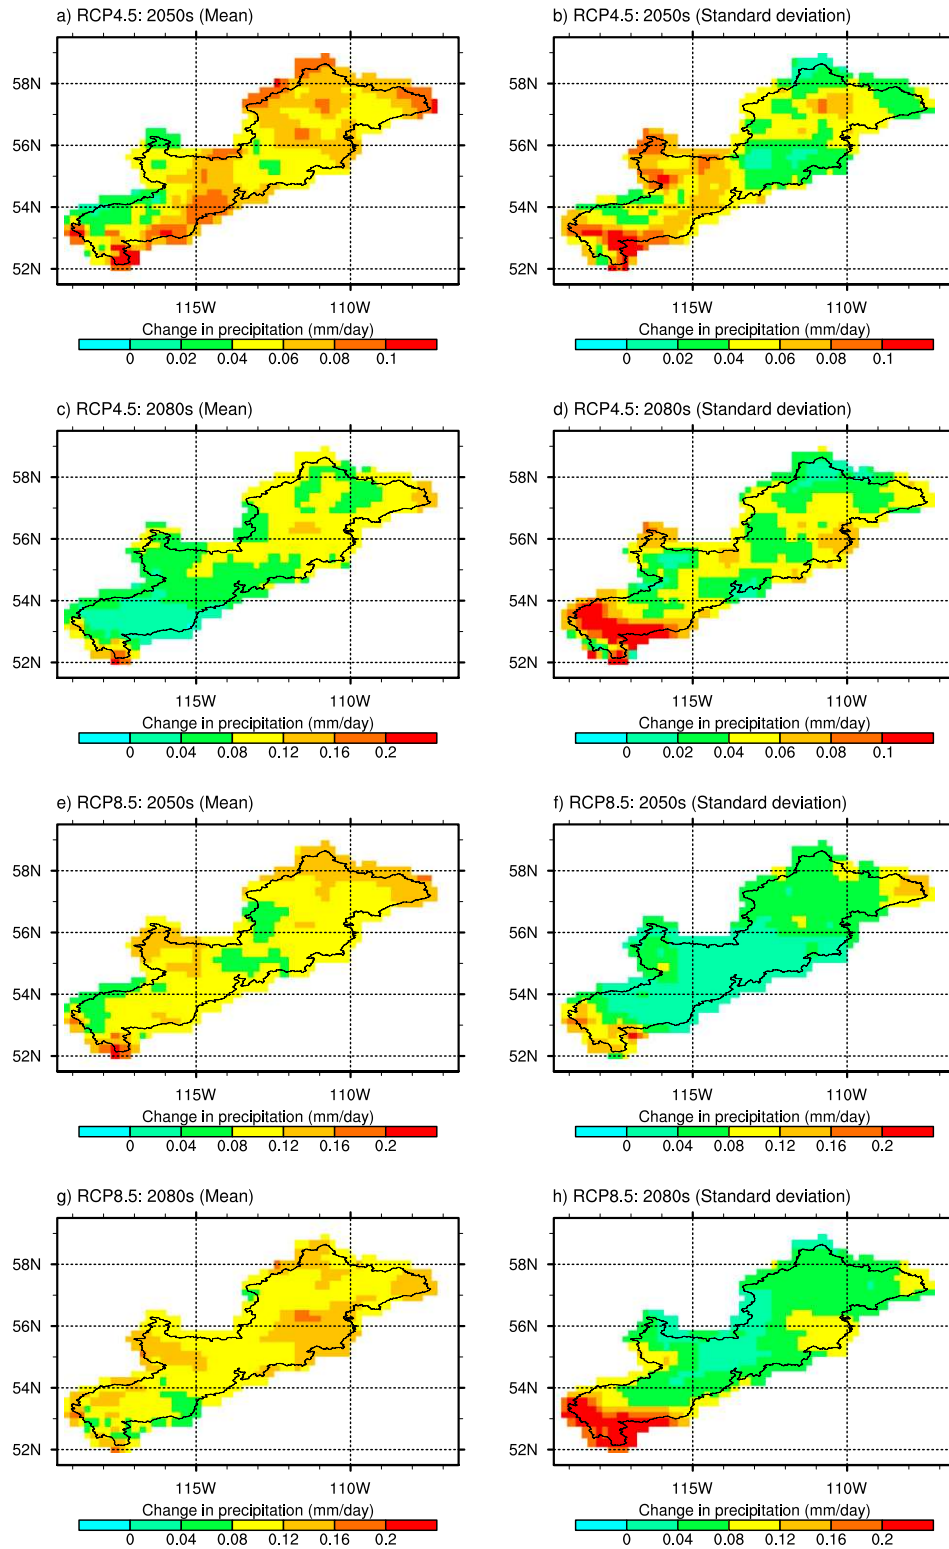 a) RCP4.5: 2050s (Mean)
b) RCP4.5: 2050s (Standard deviation)
58N
56N
54N
52N
115W
110W
Change in precipitation (mm/day)
0 0.02 0.04 0.06 0.08 0.1
58N
56N
54N
52N
115W
110W
Change in precipitation (mm/day)
0 0.02 0.04 0.06 0.08 0.1
c) RCP4.5: 2080s (Mean)
d) RCP4.5: 2080s (Standard deviation)
58N
56N
54N
52N
115W
110W
Change in precipitation (mm/day)
0 0.04 0.08 0.12 0.16 0.2
58N
56N
54N
52N
115W
110W
Change in precipitation (mm/day)
0 0.02 0.04 0.06 0.08 0.1
e) RCP8.5: 2050s (Mean)
f) RCP8.5: 2050s (Standard deviation)
58N
56N
54N
52N
115W
110W
Change in precipitation (mm/day)
0 0.04 0.08 0.12 0.16 0.2
58N
56N
54N
52N
115W
110W
Change in precipitation (mm/day)
0 0.04 0.08 0.12 0.16 0.2
g) RCP8.5: 2080s (Mean)
h) RCP8.5: 2080s (Standard deviation)
58N
56N
54N
52N
115W
110W
Change in precipitation (mm/day)
0 0.04 0.08 0.12 0.16 0.2
58N
56N
54N
52N
115W
110W
Change in precipitation (mm/day)
0 0.04 0.08 0.12 0.16 0.2